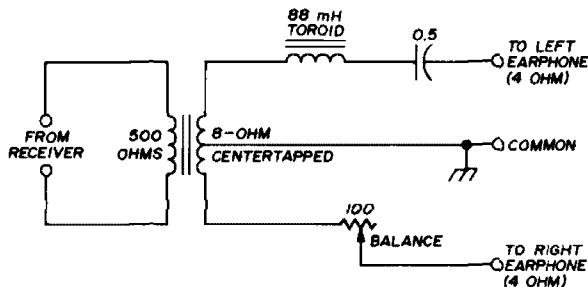 88 mH
TOROID
0.5
TO LEFT
EARPHONE
(4 OHM)
FROM
RECEIVER
500
OHMS
8-OHM
CENTERTAPPED
COMMON
100
BALANCE
TO RIGHT
EARPHONE
(4 OHM)